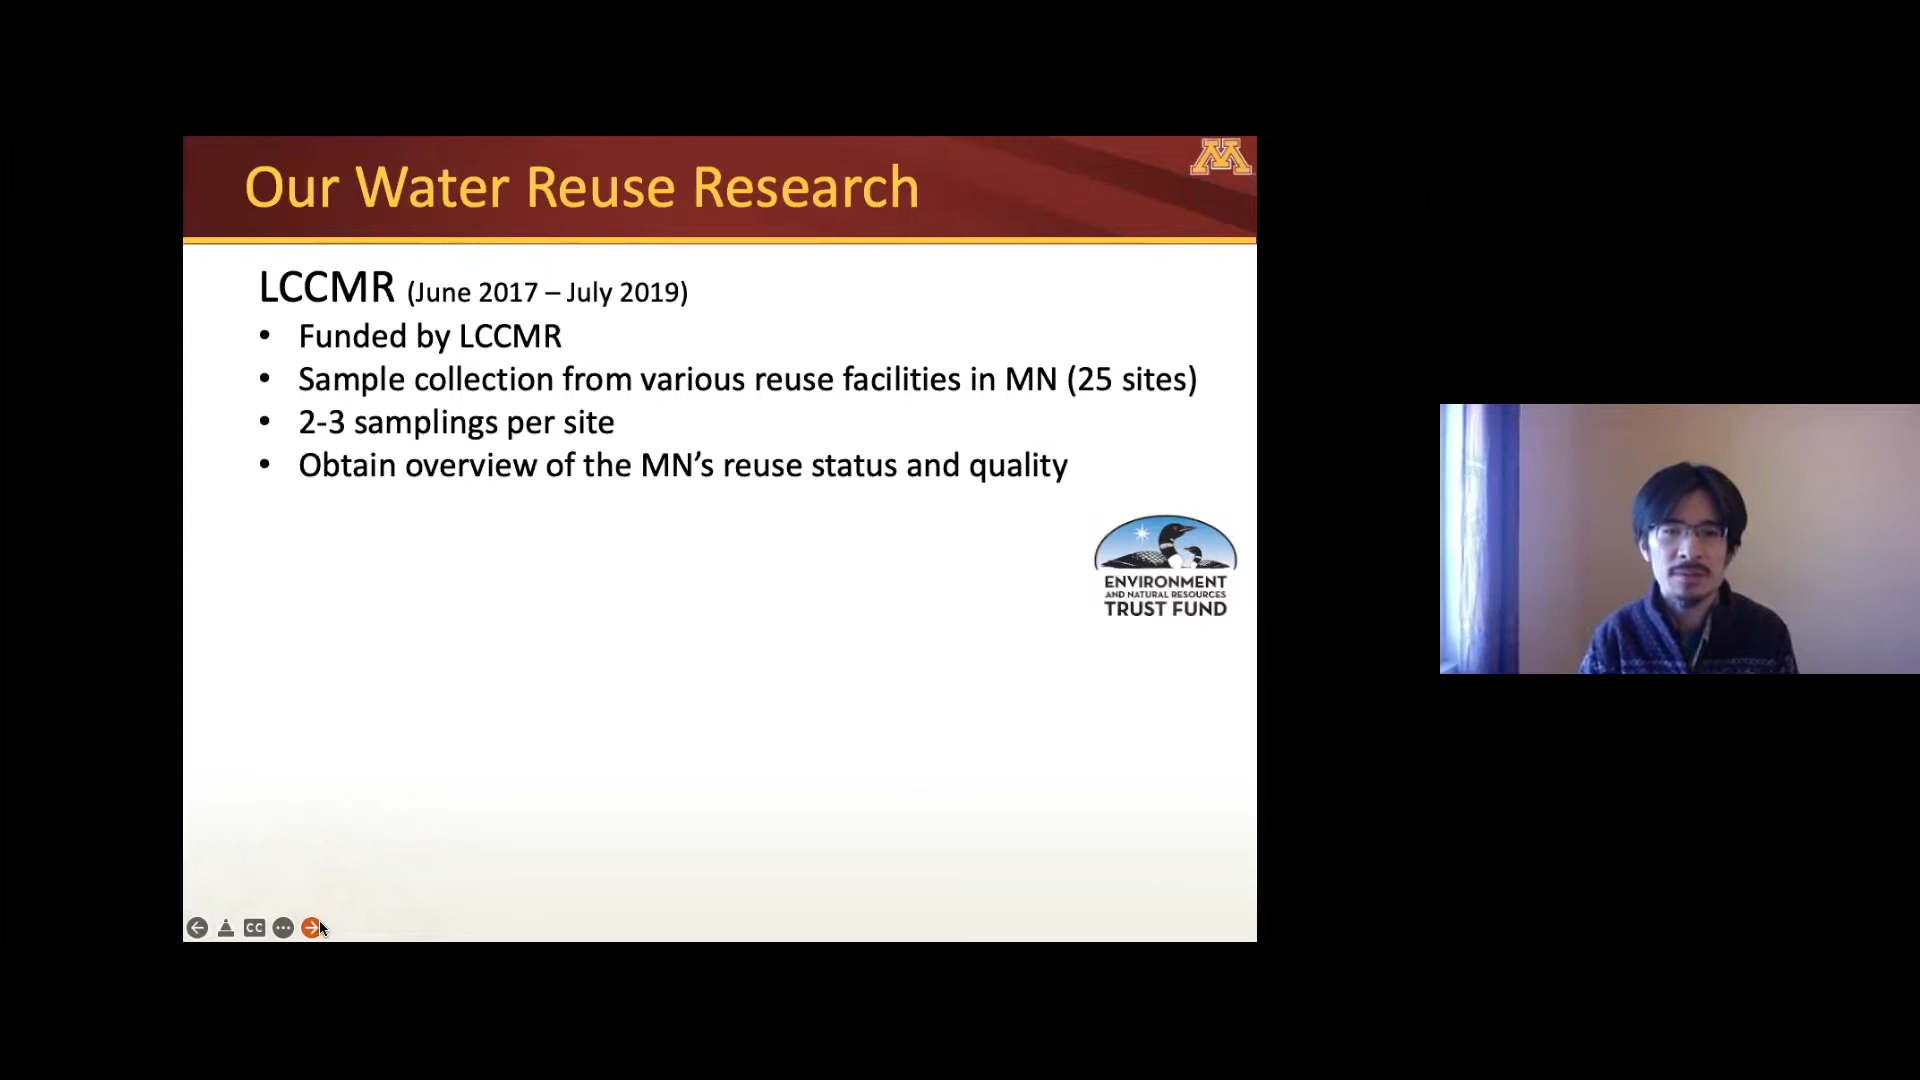 Our Water Reuse Research
M
LCCMR (June 2017 – July 2019)
• Funded by LCCMR
• Sample collection from various reuse facilities in MN (25 sites)
• 2-3 samplings per site
• Obtain overview of the MN’s reuse status and quality
ENVIRONMENT
AND NATURAL RESOURCES
TRUST FUND
CC